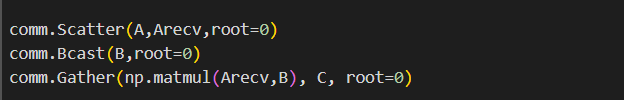 comm.Scatter(A,Arecv,root=0)
comm.Bcast(B,root=0)
comm.Gather(np.matmul(Arecv,B), C, root=0)